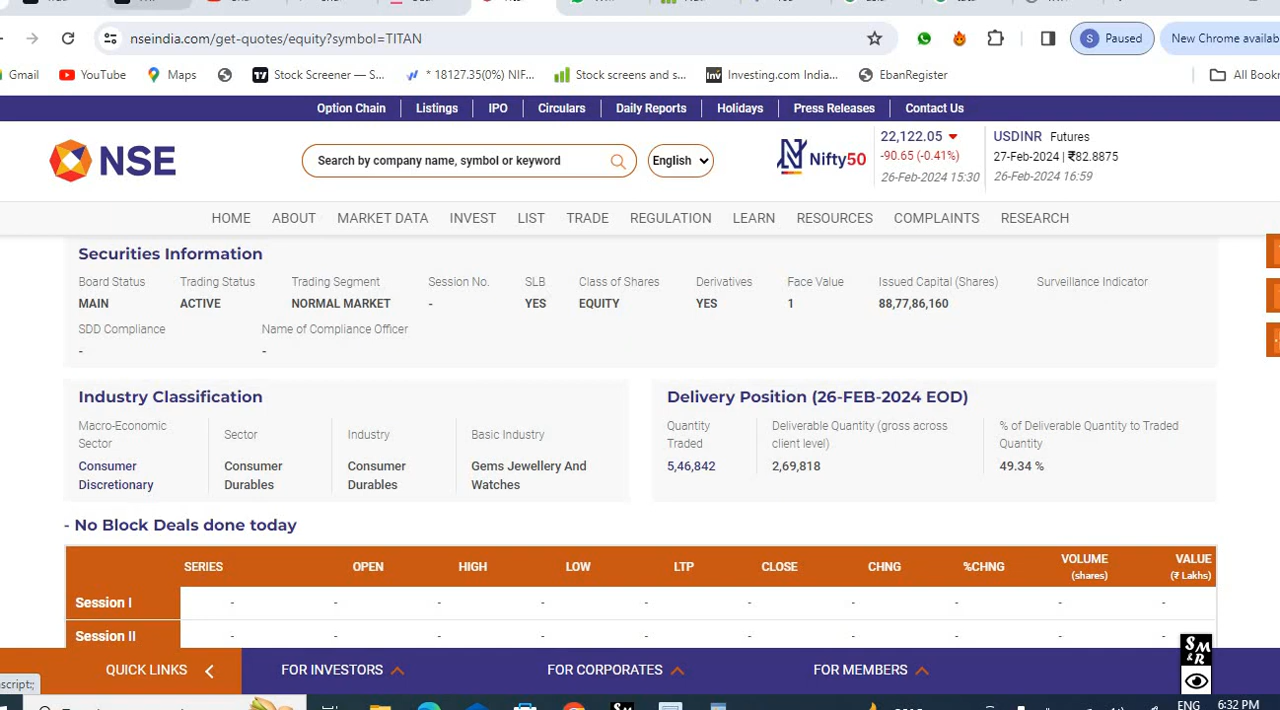 nseindia.com/get-quotes/equity?symbol=TITAN
S Paused New Chrome availab
Gmail YouTube Maps Stock Screener — S... * 18127.35(0%) NIF... Stock screens and s... Inv Investing.com India... EbanRegister All Bookr
Option Chain Listings IPO Circulars Daily Reports Holidays Press Releases Contact Us
NSE
Search by company name, symbol or keyword
English
Nifty50
22,122.05
-90.65 (-0.41%)
26-Feb-2024 15:30
USDINR Futures
27-Feb-2024 | ₹82.8875
26-Feb-2024 16:59
HOME ABOUT MARKET DATA INVEST LIST TRADE REGULATION LEARN RESOURCES COMPLAINTS RESEARCH
Securities Information
Board Status Trading Status Trading Segment Session No. SLB Class of Shares Derivatives Face Value Issued Capital (Shares) Surveillance Indicator
MAIN ACTIVE NORMAL MARKET - YES EQUITY YES 1 88,77,86,160
SDD Compliance Name of Compliance Officer
- -
Industry Classification
Macro-Economic Sector
Sector
Industry
Basic Industry
Consumer Discretionary
Consumer Durables
Consumer Durables
Gems Jewellery And Watches
Delivery Position (26-FEB-2024 EOD)
Quantity Traded
Deliverable Quantity (gross across client level)
% of Deliverable Quantity to Traded Quantity
5,46,842 2,69,818 49.34 %
- No Block Deals done today
SERIES OPEN HIGH LOW LTP CLOSE CHNG %CHNG VOLUME (shares) VALUE (₹ Lakhs)
Session I - - - - - - - - - -
Session II - - - - - - - - - -
QUICK LINKS FOR INVESTORS FOR CORPORATES FOR MEMBERS
SM&R
script:;
ENG 6:32 PM